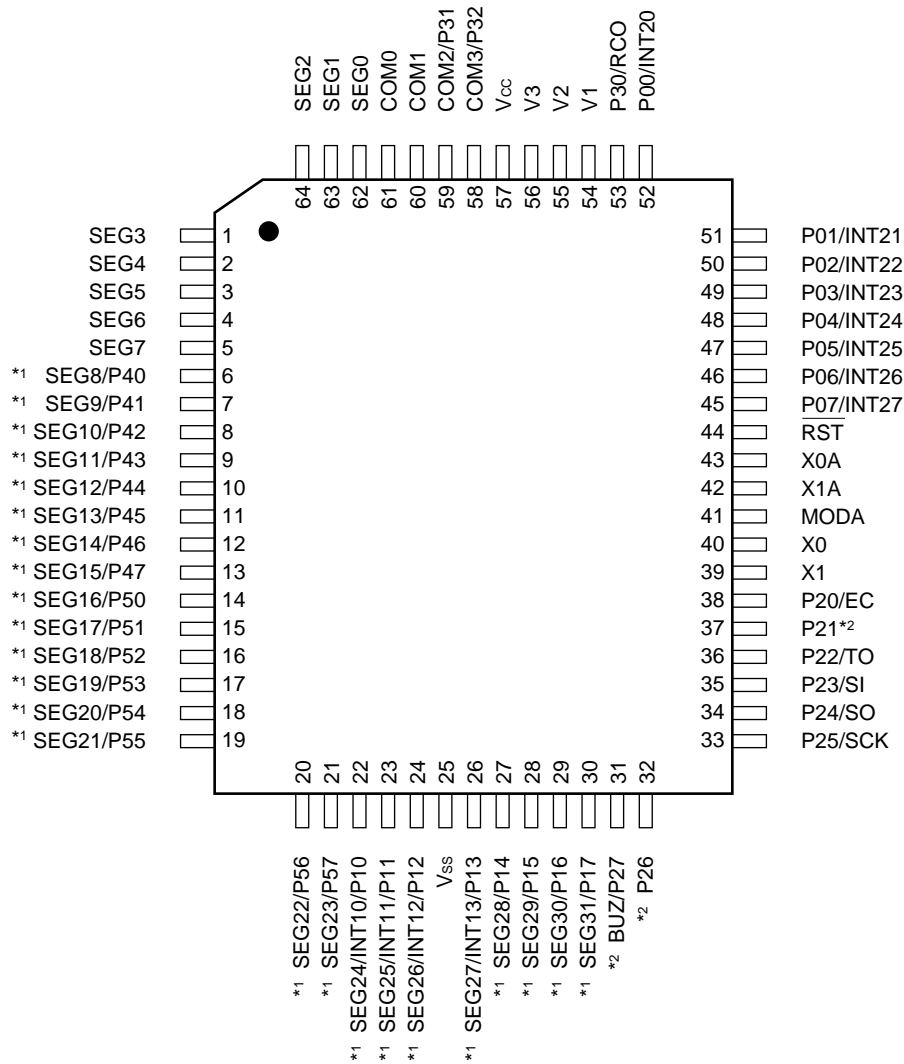 SEG2
SEG1
SEG0
COM0
COM1
COM2/P31
COM3/P32
Vcc
V3
V2
V1
P30/RCO
P00/INT20
64
63
62
61
60
59
58
57
56
55
54
53
52
SEG3 1
SEG4 2
SEG5 3
SEG6 4
SEG7 5
*1 SEG8/P40 6
*1 SEG9/P41 7
*1 SEG10/P42 8
*1 SEG11/P43 9
*1 SEG12/P44 10
*1 SEG13/P45 11
*1 SEG14/P46 12
*1 SEG15/P47 13
*1 SEG16/P50 14
*1 SEG17/P51 15
*1 SEG18/P52 16
*1 SEG19/P53 17
*1 SEG20/P54 18
*1 SEG21/P55 19
51 P01/INT21
50 P02/INT22
49 P03/INT23
48 P04/INT24
47 P05/INT25
46 P06/INT26
45 P07/INT27
44 RST
43 X0A
42 X1A
41 MODA
40 X0
39 X1
38 P20/EC
37 P21*2
36 P22/TO
35 P23/SI
34 P24/SO
33 P25/SCK
20
21
22
23
24
25
26
27
28
29
30
31
32
*1 SEG22/P56
*1 SEG23/P57
*1 SEG24/INT10/P10
*1 SEG25/INT11/P11
*1 SEG26/INT12/P12
Vss
*1 SEG27/INT13/P13
*1 SEG28/P14
*1 SEG29/P15
*1 SEG30/P16
*1 SEG31/P17
*2 BUZ/P27
*2 P26